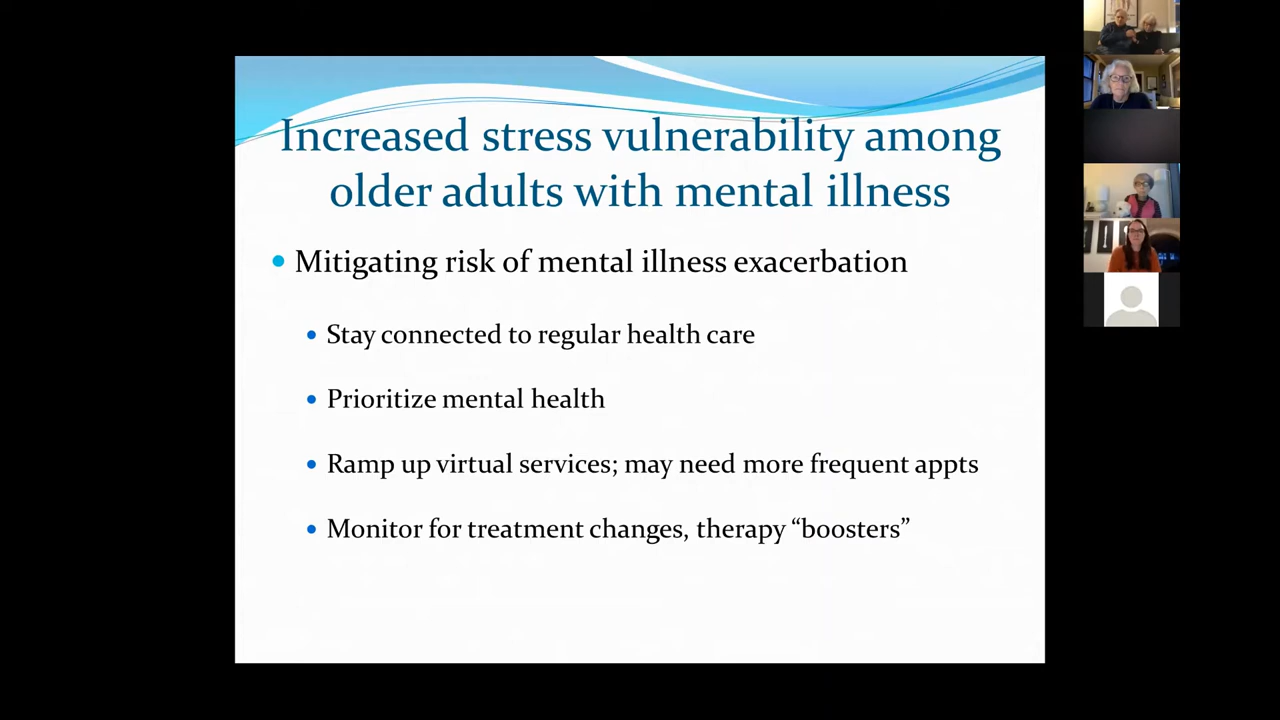 Increased stress vulnerability among
older adults with mental illness
Mitigating risk of mental illness exacerbation
Stay connected to regular health care
Prioritize mental health
Ramp up virtual services; may need more frequent appts
Monitor for treatment changes, therapy “boosters”